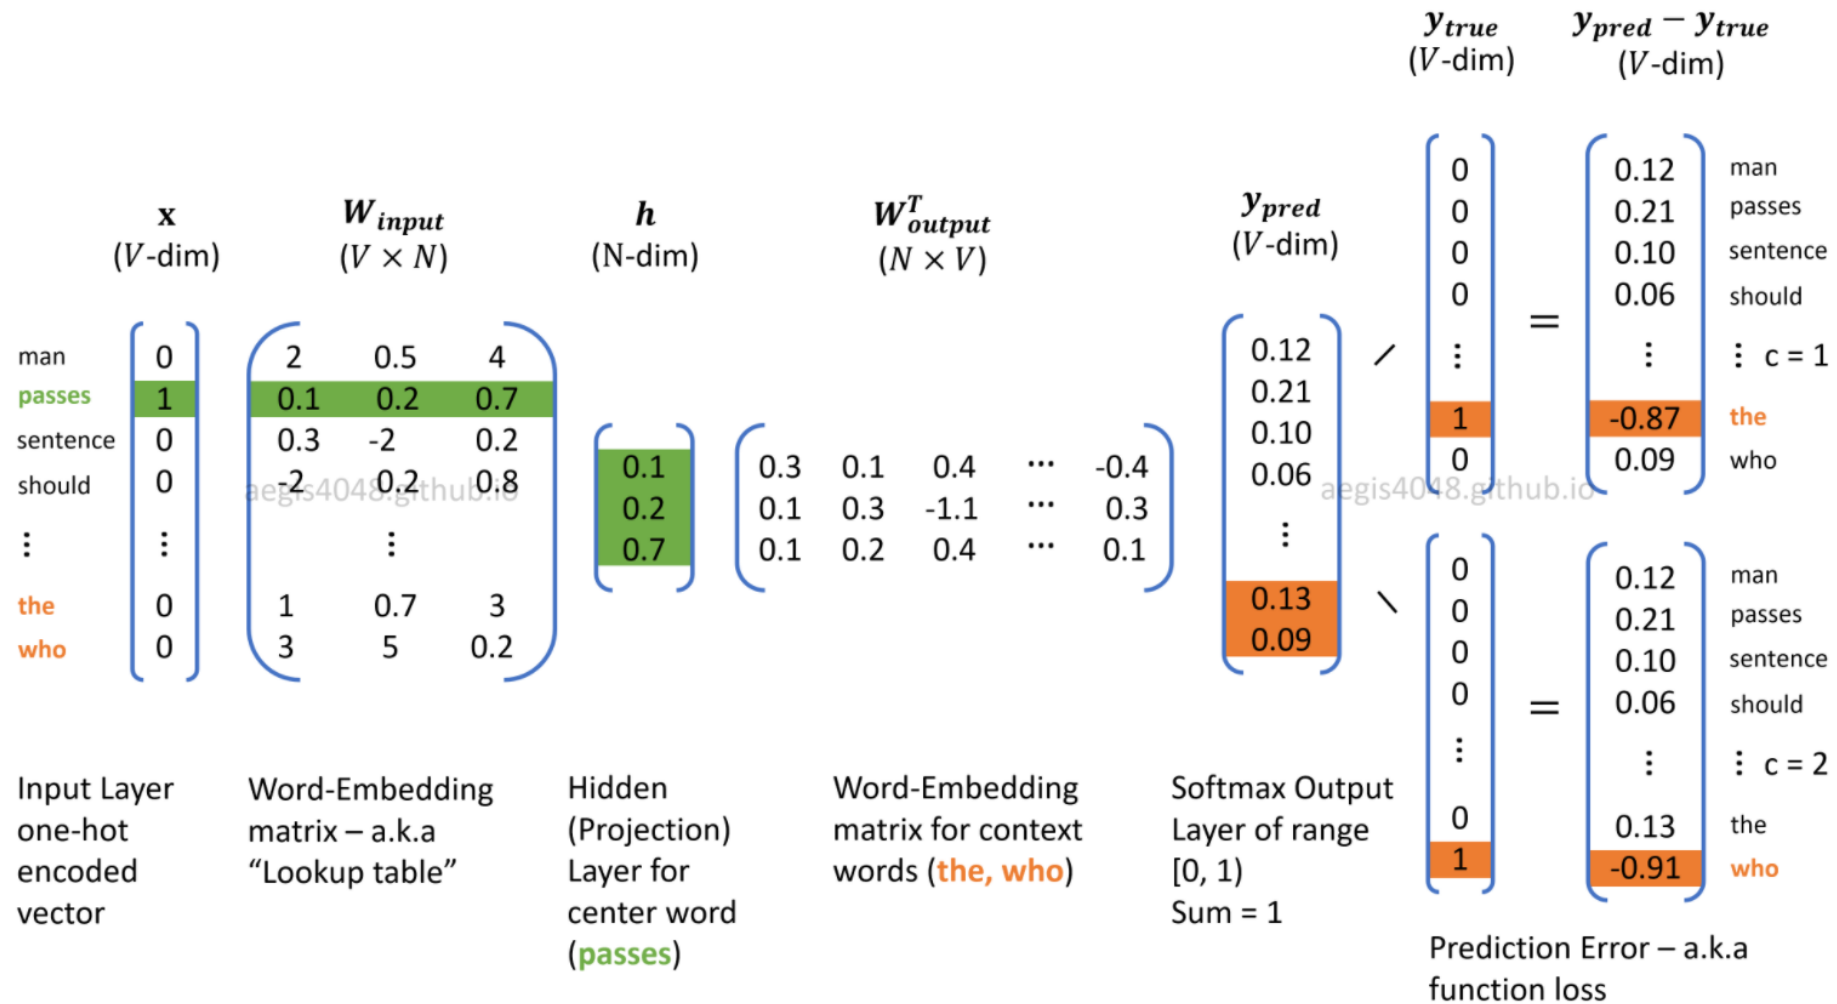 y_true
(V-dim)
y_pred − y_true
(V-dim)
x
(V-dim)
W_input
(V × N)
h
(N-dim)
W^T_output
(N × V)
y_pred
(V-dim)
man
passes
sentence
should
⋮
the
who
0
1
0
0
⋮
0
0
2 0.5 4
0.1 0.2 0.7
0.3 -2 0.2
-2 0.2 0.8
⋮
1 0.7 3
3 5 0.2
aegis4048.github.io
0.1
0.2
0.7
0.3 0.1 0.4 ⋯ -0.4
0.1 0.3 -1.1 ⋯ 0.3
0.1 0.2 0.4 ⋯ 0.1
0.12
0.21
0.10
0.06
⋮
0.13
0.09
/
\
0
0
0
0
⋮
1
0
=
0.12
0.21
0.10
0.06
⋮
-0.87
0.09
man
passes
sentence
should
⋮ c = 1
the
who
aegis4048.github.io
0
0
0
0
⋮
0
1
=
0.12
0.21
0.10
0.06
⋮
0.13
-0.91
man
passes
sentence
should
⋮ c = 2
the
who
Input Layer
one-hot
encoded
vector
Word-Embedding
matrix – a.k.a
“Lookup table”
Hidden
(Projection)
Layer for
center word
(passes)
Word-Embedding
matrix for context
words (the, who)
Softmax Output
Layer of range
[0, 1)
Sum = 1
Prediction Error – a.k.a
function loss